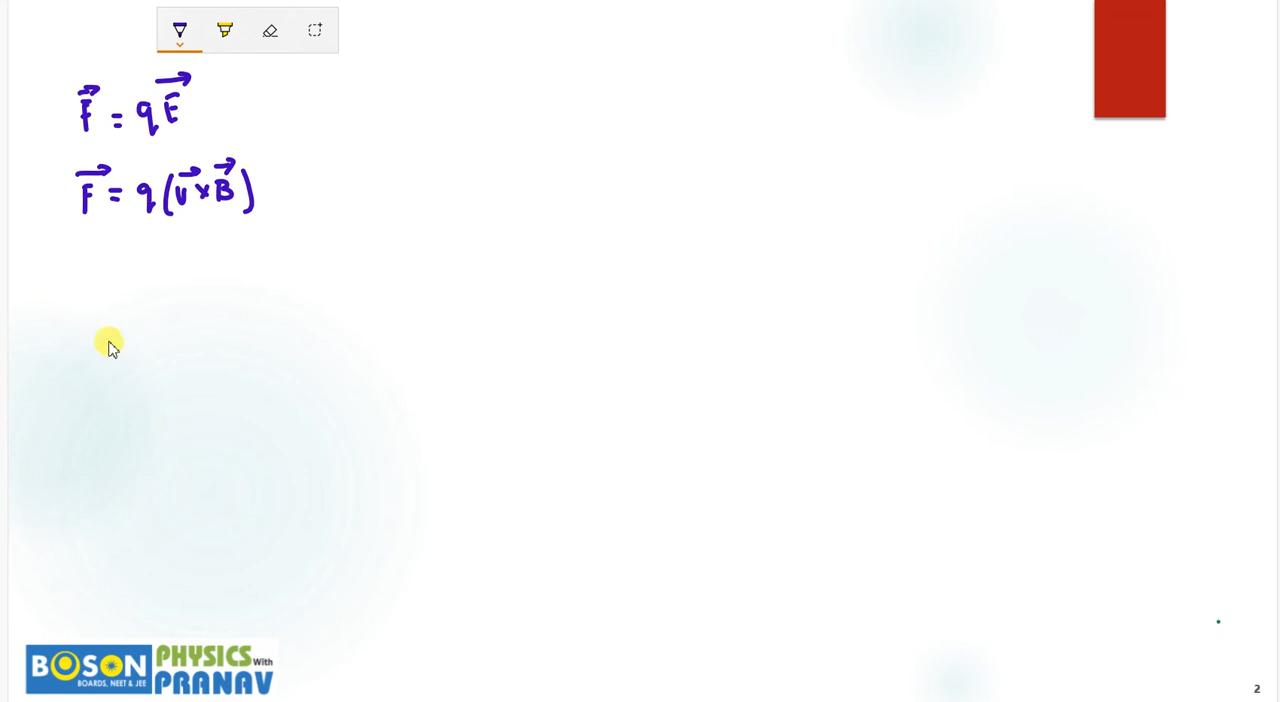 F⃗ = qE⃗
F⃗ = q(v⃗ × B⃗)
BOSON
BOARDS, NEET & JEE
PHYSICS With
PRANAV
2